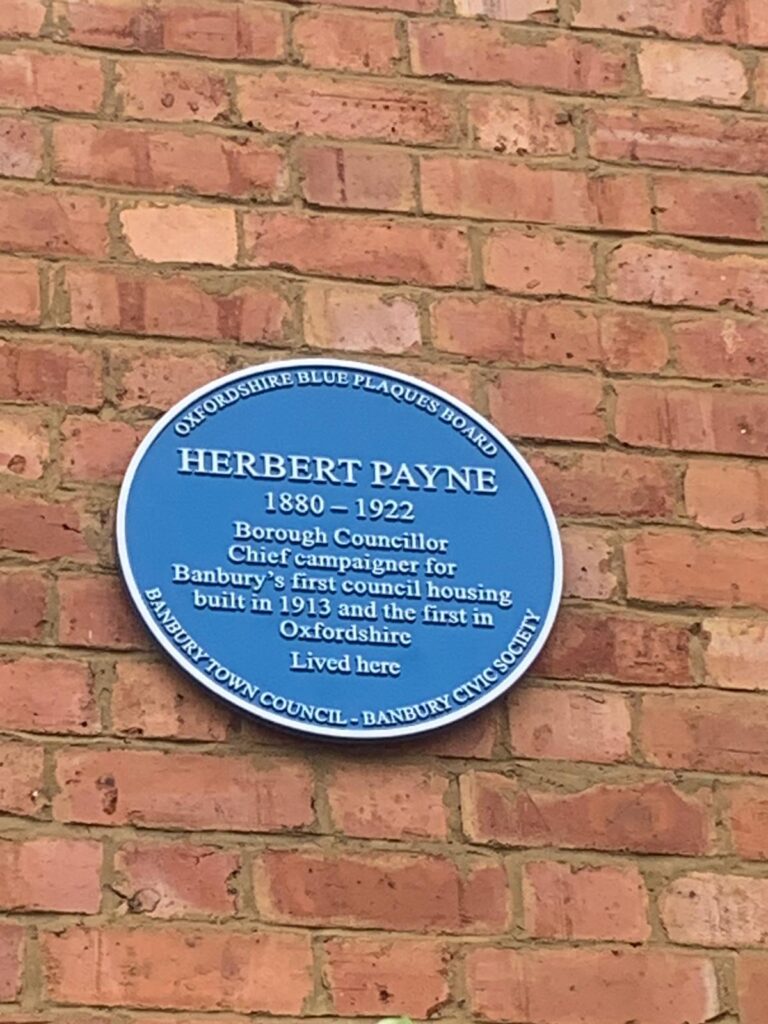 OXFORDSHIRE BLUE PLAQUES BOARD
HERBERT PAYNE
1880 – 1922
Borough Councillor
Chief campaigner for
Banbury's first council housing
built in 1913 and the first in
Oxfordshire
Lived here
BANBURY TOWN COUNCIL - BANBURY CIVIC SOCIETY